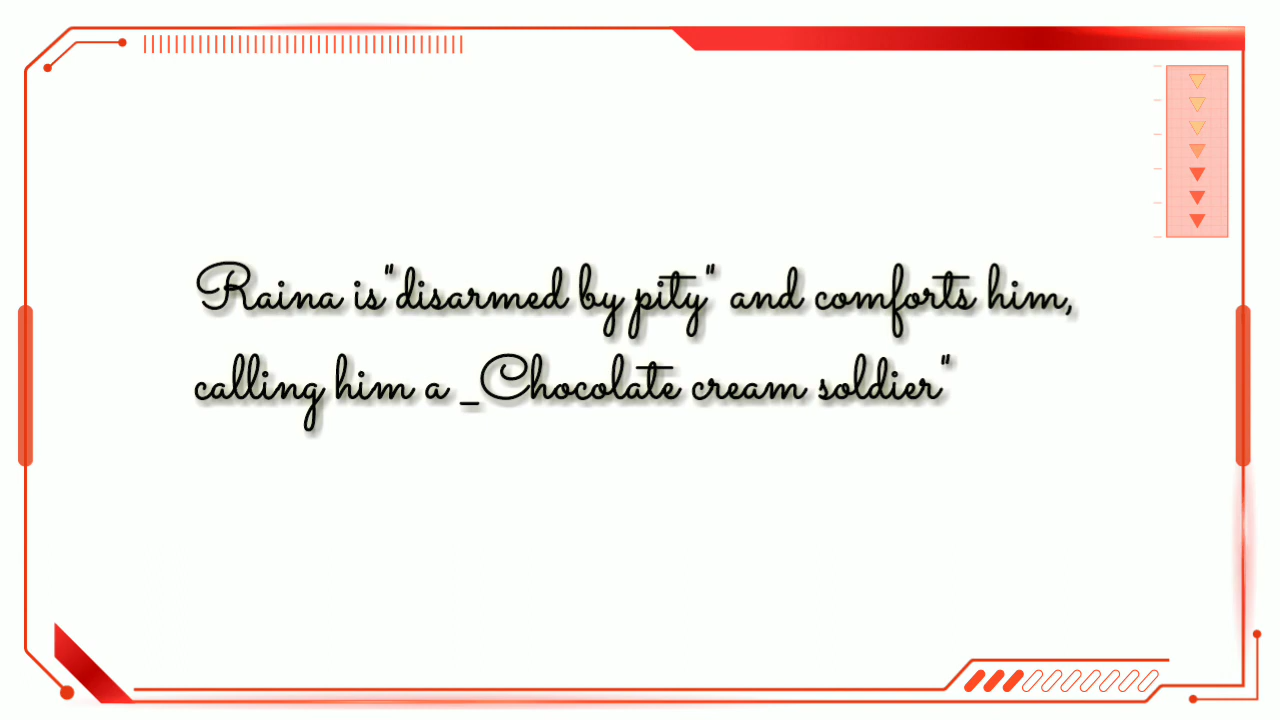 Raina is"disarmed by pity" and comforts him,
calling him a _Chocolate cream soldier"